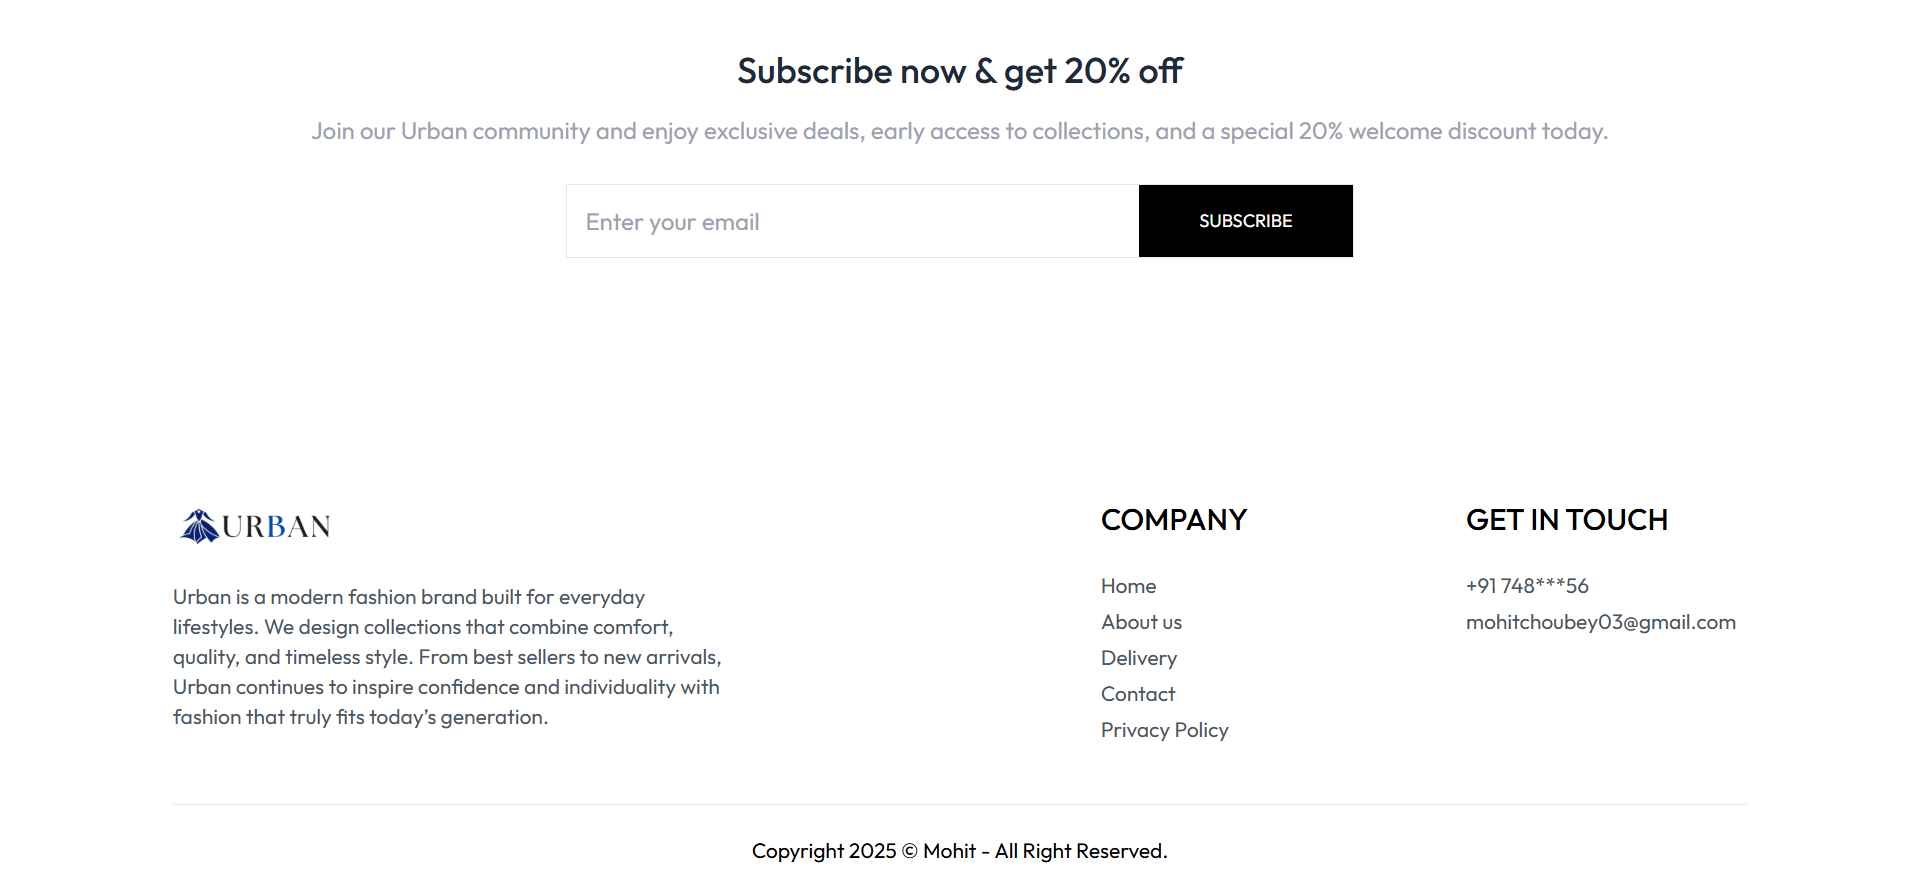 Subscribe now & get 20% off
Join our Urban community and enjoy exclusive deals, early access to collections, and a special 20% welcome discount today.
Enter your email
SUBSCRIBE
URBAN
Urban is a modern fashion brand built for everyday
lifestyles. We design collections that combine comfort,
quality, and timeless style. From best sellers to new arrivals,
Urban continues to inspire confidence and individuality with
fashion that truly fits today’s generation.
COMPANY
Home
About us
Delivery
Contact
Privacy Policy
GET IN TOUCH
+91 748***56
mohitchoubey03@gmail.com
Copyright 2025 © Mohit - All Right Reserved.